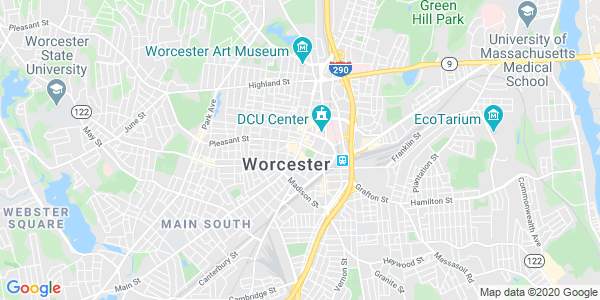 Green
Hill Park
Pleasant St
Worcester
State
University
Worcester Art Museum
University of
Massachusetts
Medical
School
290
9
Highland St
122
Park Ave
June St
May St
DCU Center
EcoTarium
Pleasant St
Worcester
Franklin St
Plantation St
Madison St
Grafton St
Hamilton St
Commonwealth Ave
WEBSTER
SQUARE
MAIN SOUTH
Canterbury St
Cambridge St
Vernon St
Heywood St
Granite St
Massasoit Rd
122
Google
Map data ©2020 Google